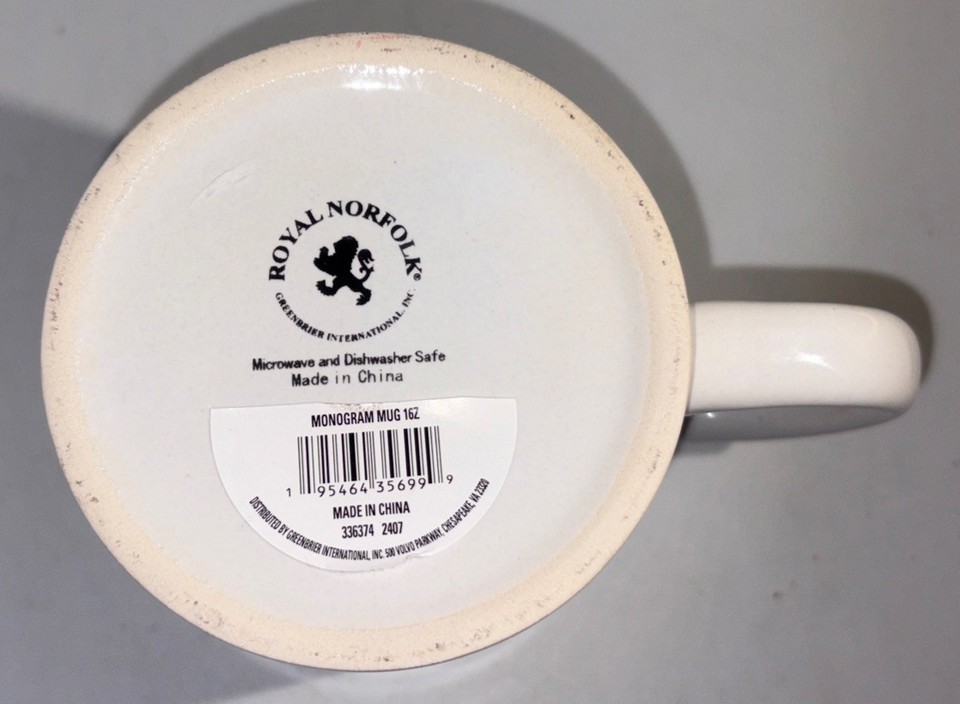 ROYAL NORFOLK®
GREENBRIER INTERNATIONAL, INC.
Microwave and Dishwasher Safe
Made in China
MONOGRAM MUG 16Z
1 95464 35699 9
MADE IN CHINA
336374 2407
DISTRIBUTED BY GREENBRIER INTERNATIONAL, INC. 500 VOLVO PARKWAY, CHESAPEAKE, VA 23320